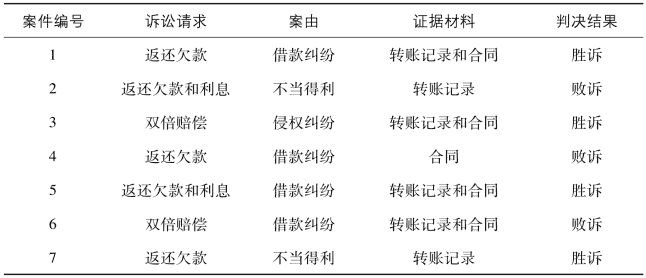 案件编号 诉讼请求 案由 证据材料 判决结果
1 返还欠款 借款纠纷 转账记录和合同 胜诉
2 返还欠款和利息 不当得利 转账记录 败诉
3 双倍赔偿 侵权纠纷 转账记录和合同 胜诉
4 返还欠款 借款纠纷 合同 败诉
5 返还欠款和利息 借款纠纷 转账记录和合同 胜诉
6 双倍赔偿 借款纠纷 转账记录和合同 败诉
7 返还欠款 不当得利 转账记录 胜诉